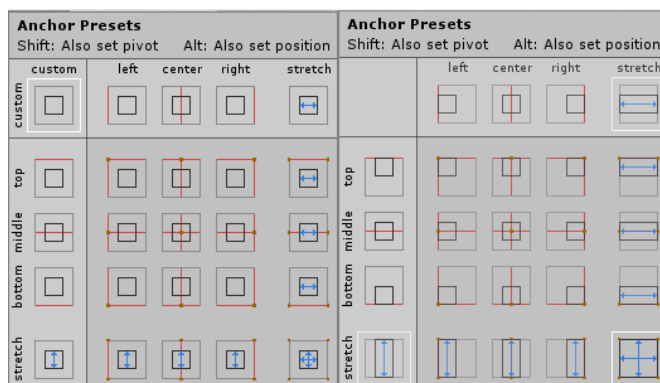 Anchor Presets
Shift: Also set pivot Alt: Also set position
custom left center right stretch
custom
top
middle
bottom
stretch
Anchor Presets
Shift: Also set pivot Alt: Also set position
left center right stretch
top
middle
bottom
stretch